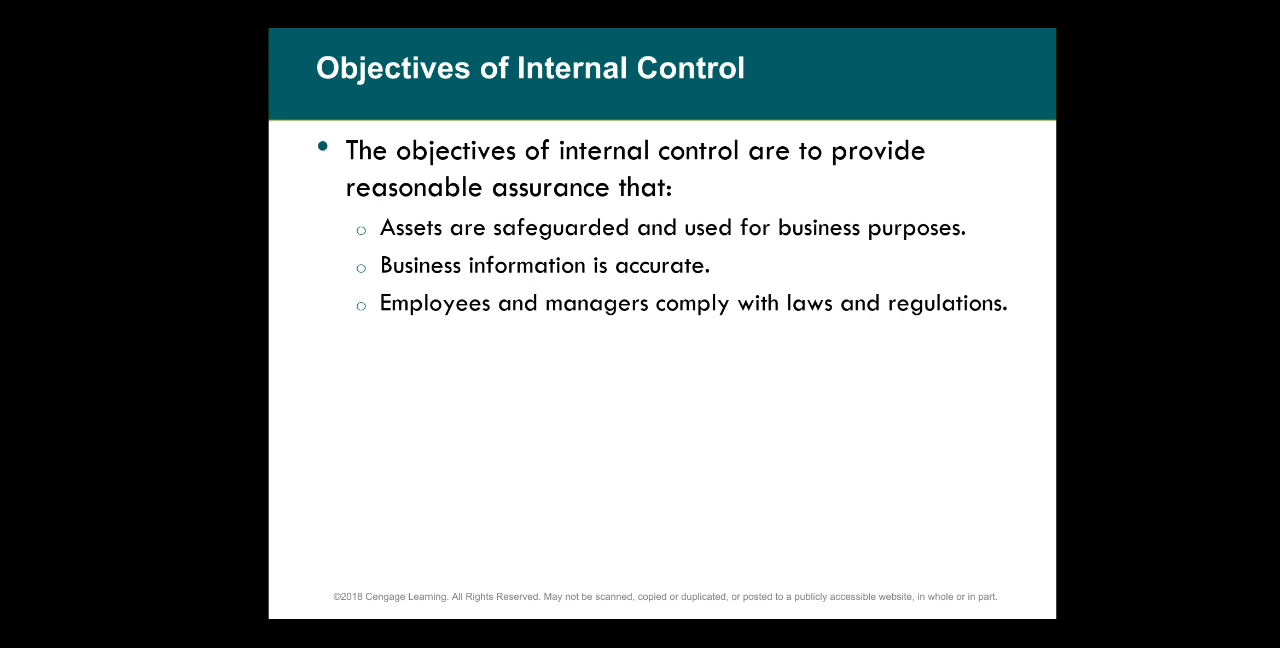 Objectives of Internal Control
• The objectives of internal control are to provide
reasonable assurance that:
○ Assets are safeguarded and used for business purposes.
○ Business information is accurate.
○ Employees and managers comply with laws and regulations.
©2018 Cengage Learning. All Rights Reserved. May not be scanned, copied or duplicated, or posted to a publicly accessible website, in whole or in part.